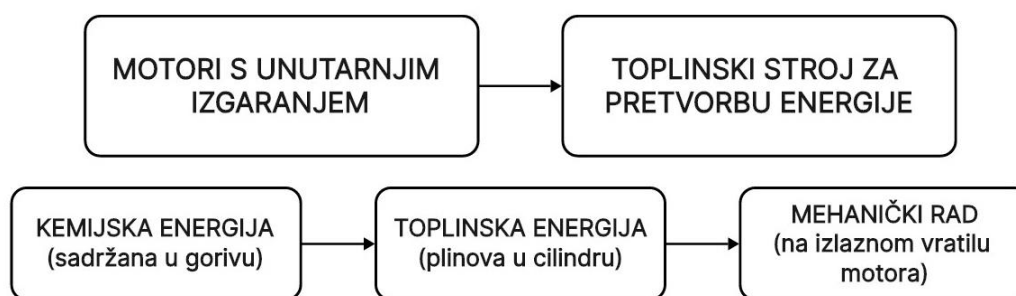 MOTORI S UNUTARNJIM
IZGARANJEM
TOPLINSKI STROJ ZA
PRETVORBU ENERGIJE
KEMIJSKA ENERGIJA
(sadržana u gorivu)
TOPLINSKA ENERGIJA
(plinova u cilindru)
MEHANIČKI RAD
(na izlaznom vratilu
motora)